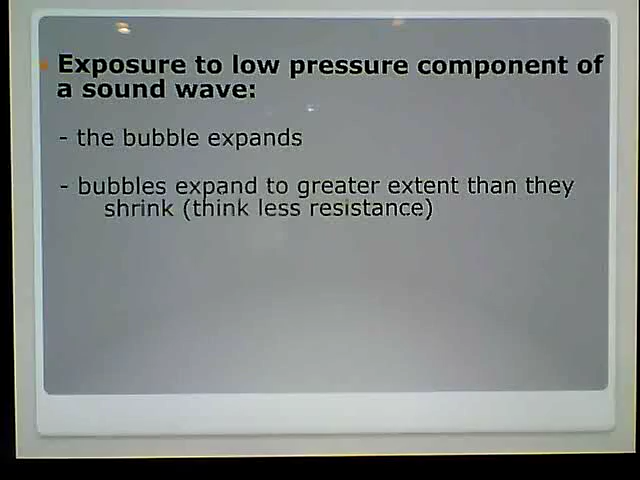 Exposure to low pressure component of
a sound wave:
- the bubble expands
- bubbles expand to greater extent than they
shrink (think less resistance)